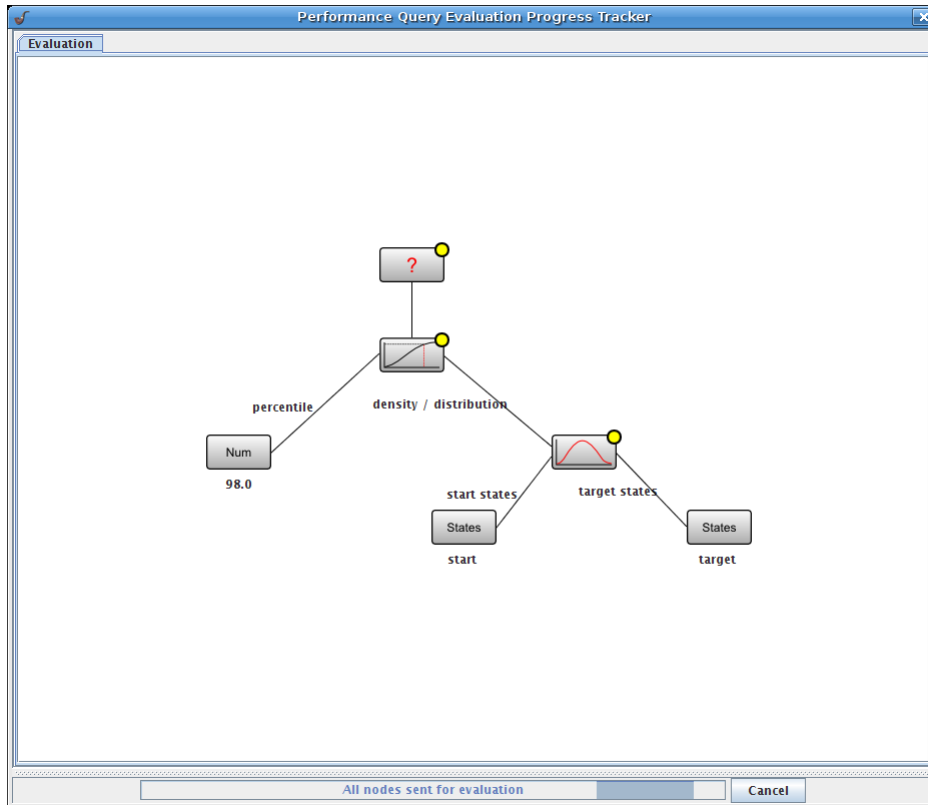 Performance Query Evaluation Progress Tracker
Evaluation
?
percentile
density / distribution
Num
98.0
start states
target states
States
start
States
target
All nodes sent for evaluation
Cancel